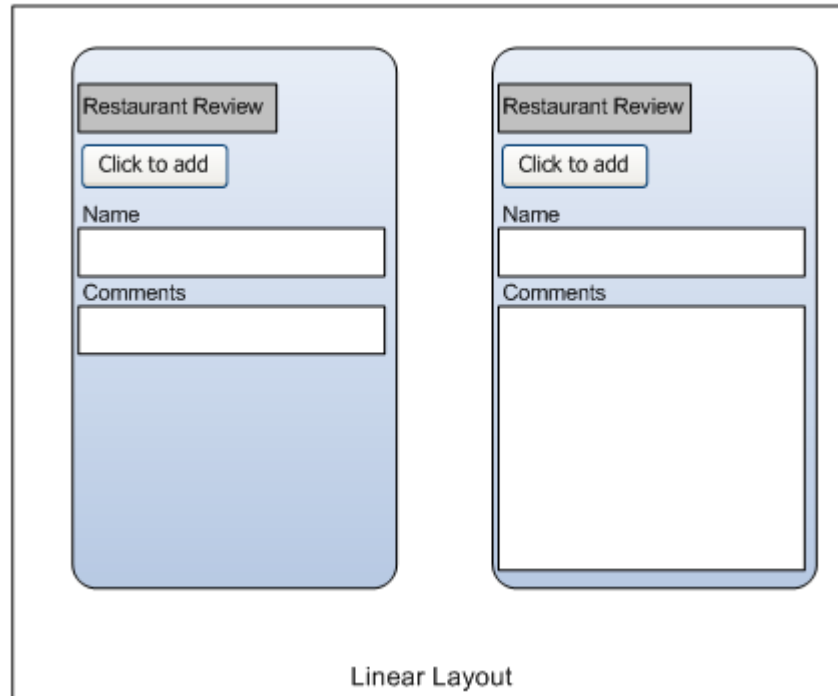 Restaurant Review
Click to add
Name
Comments
Restaurant Review
Click to add
Name
Comments
Linear Layout